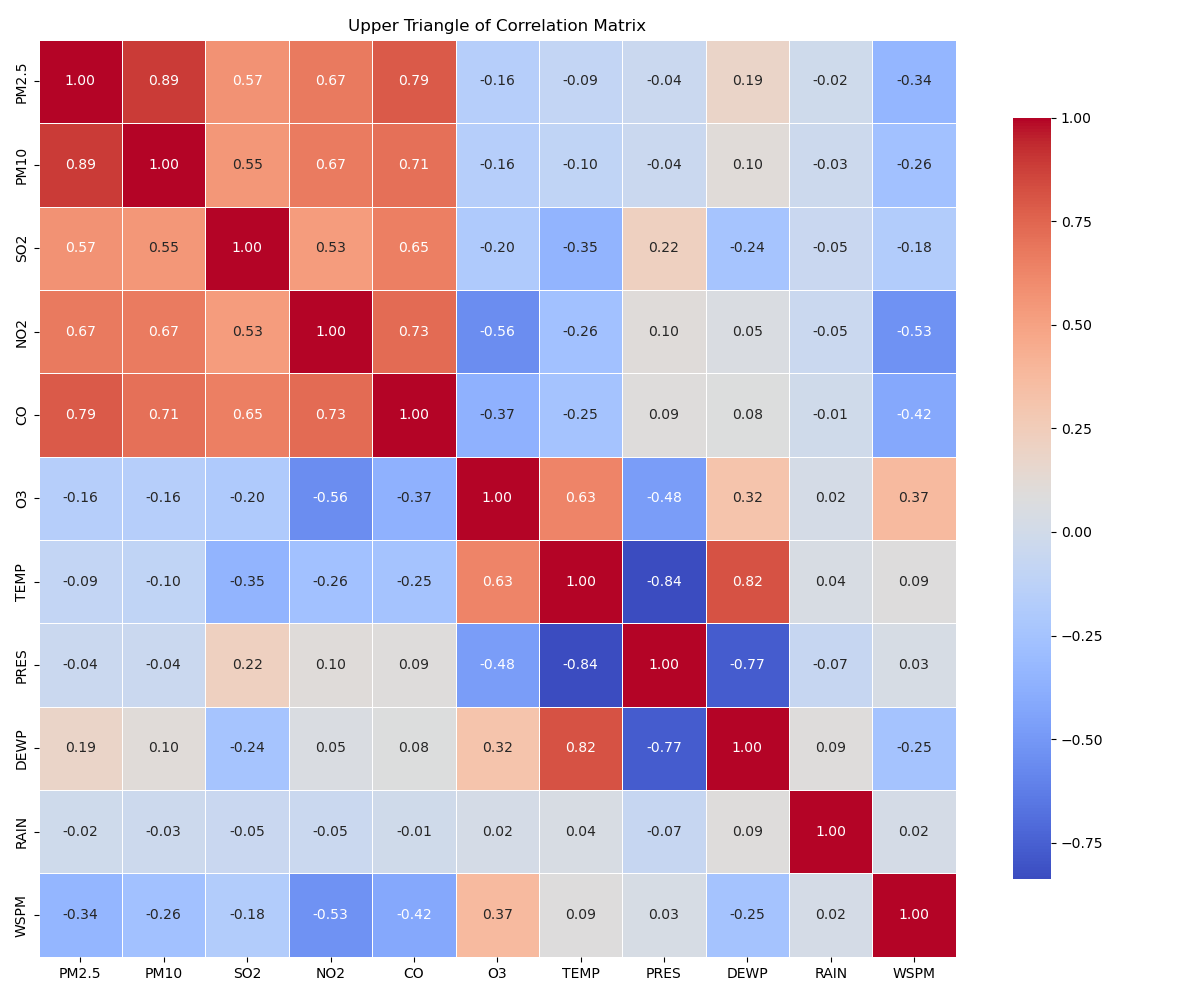 Upper Triangle of Correlation Matrix
PM2.5 1.00 0.89 0.57 0.67 0.79 -0.16 -0.09 -0.04 0.19 -0.02 -0.34
PM10 0.89 1.00 0.55 0.67 0.71 -0.16 -0.10 -0.04 0.10 -0.03 -0.26
SO2 0.57 0.55 1.00 0.53 0.65 -0.20 -0.35 0.22 -0.24 -0.05 -0.18
NO2 0.67 0.67 0.53 1.00 0.73 -0.56 -0.26 0.10 0.05 -0.05 -0.53
CO 0.79 0.71 0.65 0.73 1.00 -0.37 -0.25 0.09 0.08 -0.01 -0.42
O3 -0.16 -0.16 -0.20 -0.56 -0.37 1.00 0.63 -0.48 0.32 0.02 0.37
TEMP -0.09 -0.10 -0.35 -0.26 -0.25 0.63 1.00 -0.84 0.82 0.04 0.09
PRES -0.04 -0.04 0.22 0.10 0.09 -0.48 -0.84 1.00 -0.77 -0.07 0.03
DEWP 0.19 0.10 -0.24 0.05 0.08 0.32 0.82 -0.77 1.00 0.09 -0.25
RAIN -0.02 -0.03 -0.05 -0.05 -0.01 0.02 0.04 -0.07 0.09 1.00 0.02
WSPM -0.34 -0.26 -0.18 -0.53 -0.42 0.37 0.09 0.03 -0.25 0.02 1.00
PM2.5 PM10 SO2 NO2 CO O3 TEMP PRES DEWP RAIN WSPM
1.00
0.75
0.50
0.25
0.00
−0.25
−0.50
−0.75